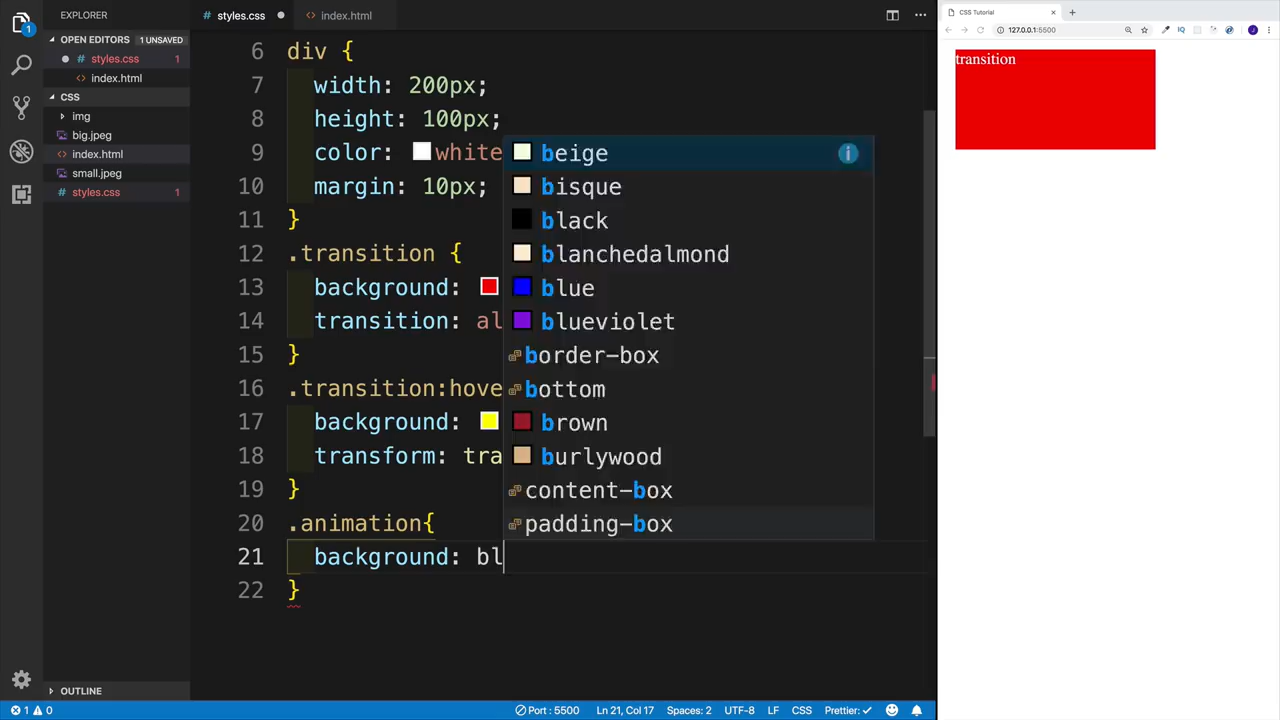 EXPLORER
OPEN EDITORS 1 UNSAVED
# styles.css 1
index.html
CSS
img
big.jpeg
index.html
small.jpeg
styles.css 1
OUTLINE
# styles.css
index.html
6 div {
7 width: 200px;
8 height: 100px;
9 color: white
10 margin: 10px;
11 }
12 .transition {
13 background:
14 transition: al
15 }
16 .transition:hove
17 background:
18 transform: tra
19 }
20 .animation{
21 background: bl
22 }
beige
bisque
black
blanchedalmond
blue
blueviolet
border-box
bottom
brown
burlywood
content-box
padding-box
1 0
Port : 5500 Ln 21, Col 17 Spaces: 2 UTF-8 LF CSS Prettier: ✓
CSS Tutorial
127.0.0.1:5500
transition